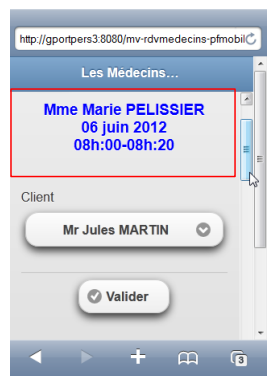 http://gportpers3:8080/mv-rdvmedecins-pfmobil
Les Médecins...
Mme Marie PELISSIER
06 juin 2012
08h:00-08h:20
Client
Mr Jules MARTIN
Valider
3